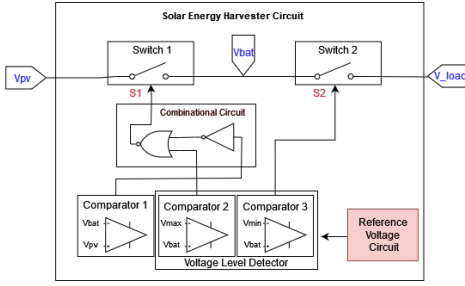 Solar Energy Harvester Circuit
Switch 1
Vbat
Switch 2
Vpv
V_load
S1
S2
Combinational Circuit
Comparator 1
Vbat
Vpv
Comparator 2
Vmax
Vbat
Comparator 3
Vmin
Vbat
Voltage Level Detector
Reference
Voltage
Circuit